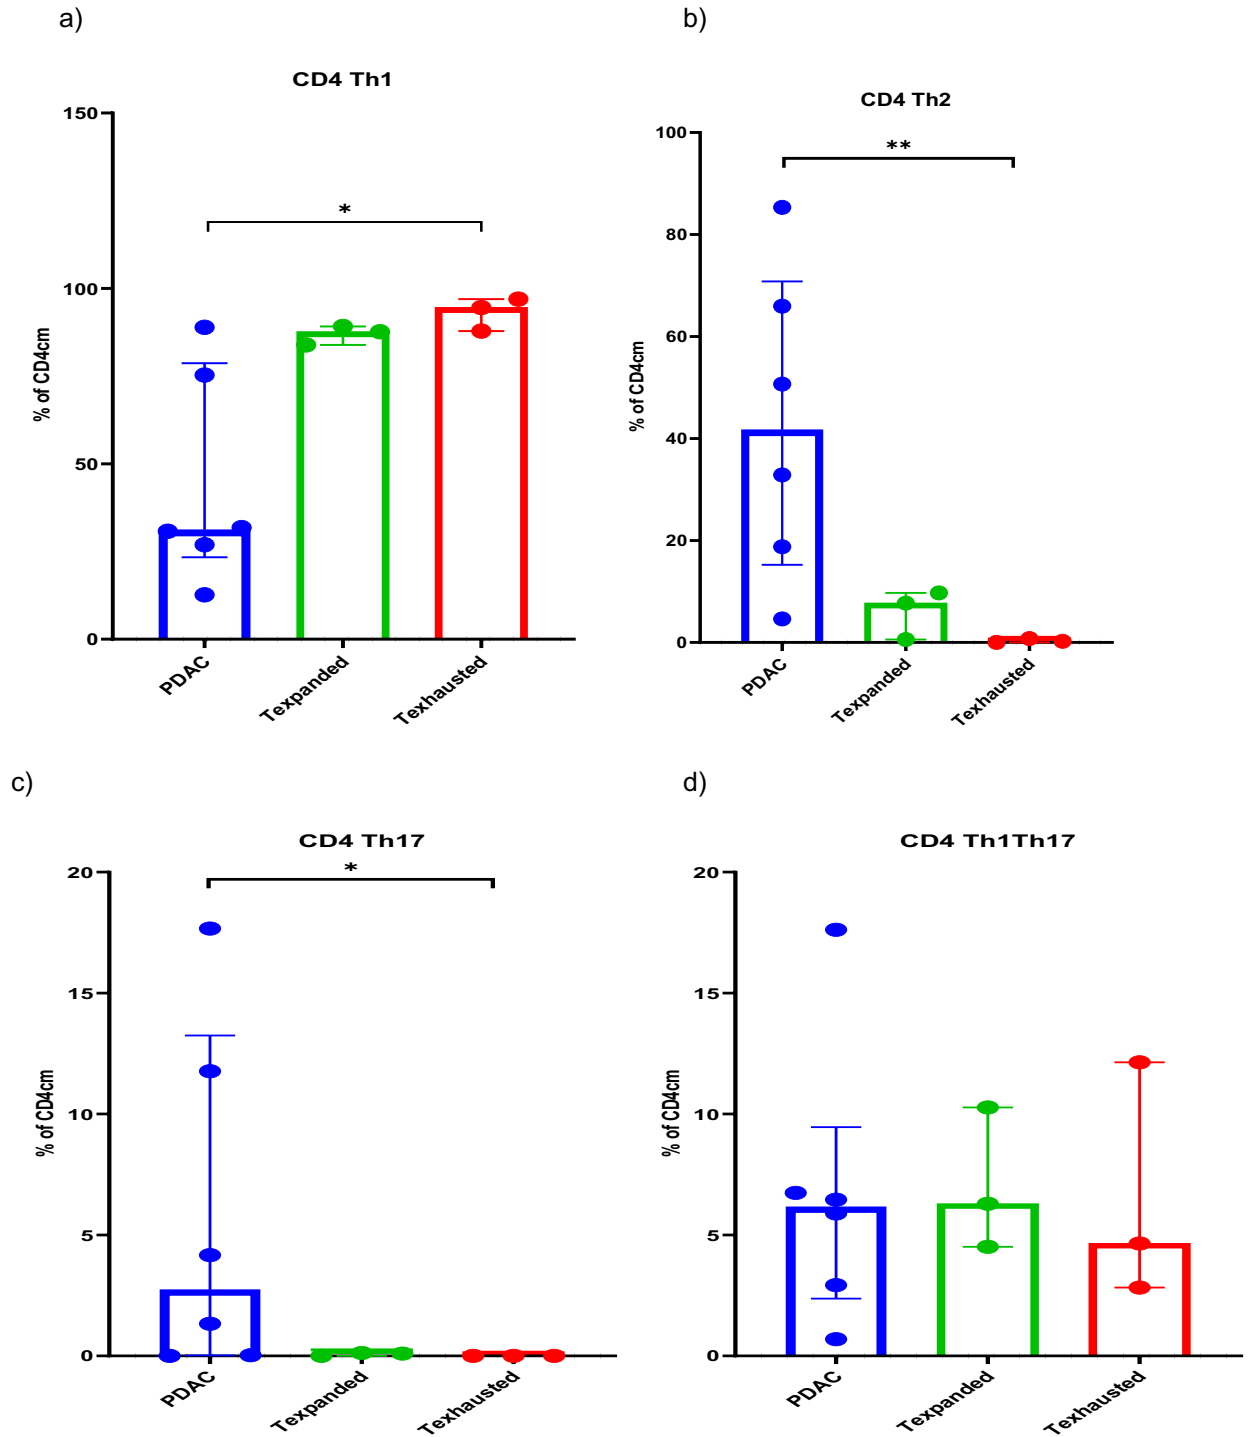 a)
CD4 Th1
*
% of CD4cm
150
100
50
0
PDAC
Texpanded
Texhausted
b)
CD4 Th2
**
% of CD4cm
100
80
60
40
20
0
PDAC
Texpanded
Texhausted
c)
CD4 Th17
*
% of CD4cm
20
15
10
5
0
PDAC
Texpanded
Texhausted
d)
CD4 Th1Th17
% of CD4cm
20
15
10
5
0
PDAC
Texpanded
Texhausted